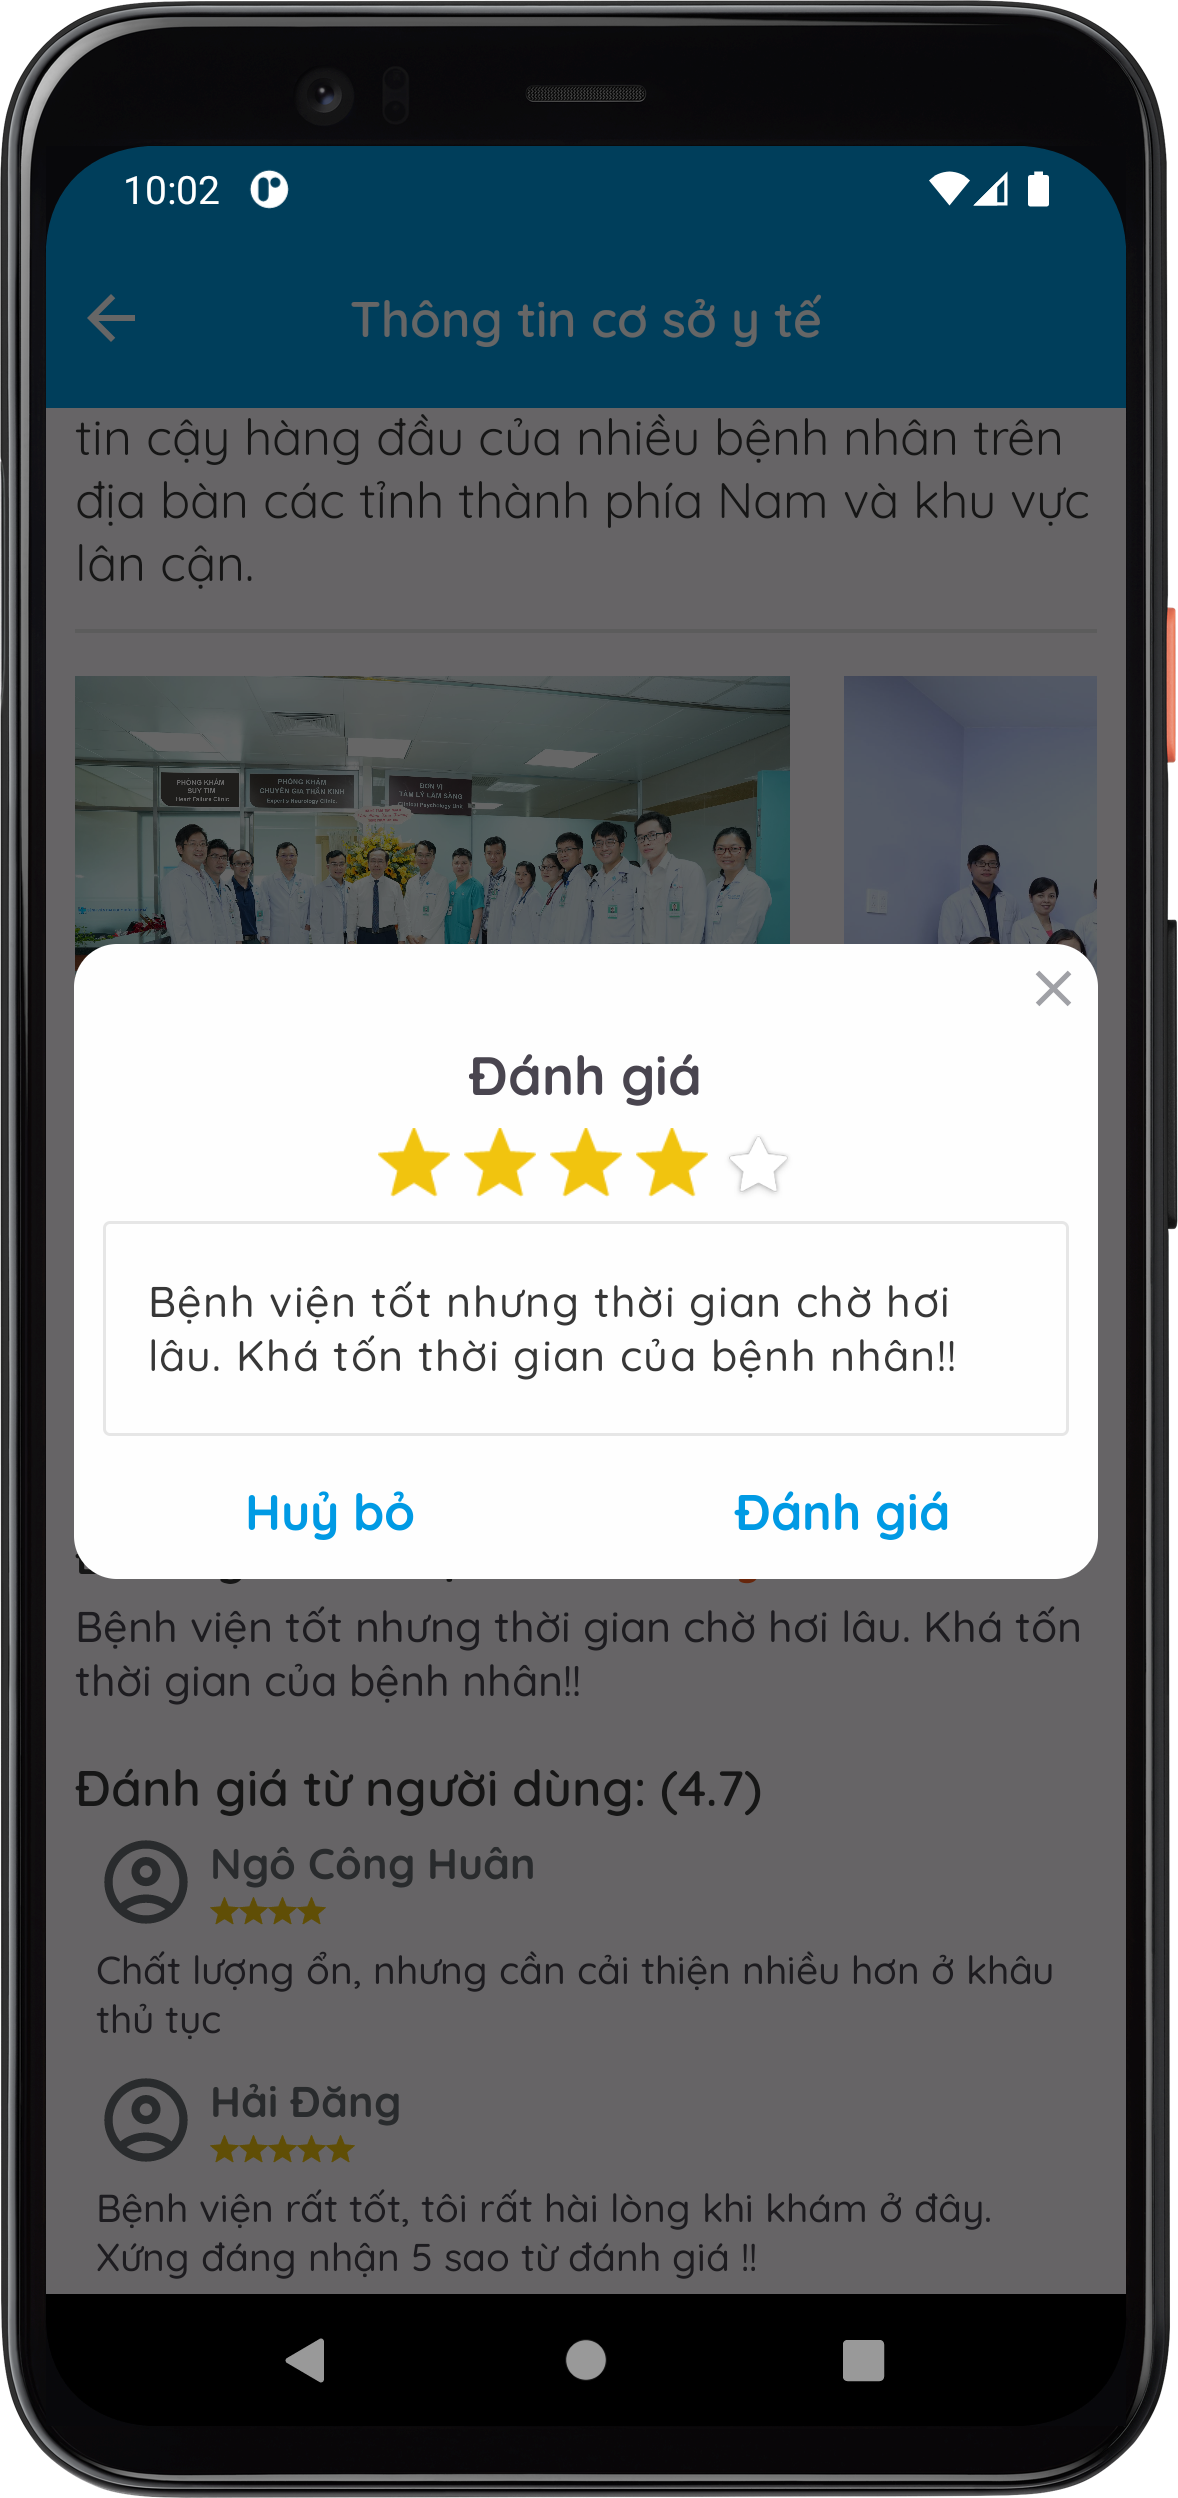 10:02
Thông tin cơ sở y tế
tin cậy hàng đầu của nhiều bệnh nhân trên
địa bàn các tỉnh thành phía Nam và khu vực
lân cận.
PHÒNG KHÁM
SUY TIM
Heart Failure Clinic
PHÒNG KHÁM
CHUYÊN GIA THẦN KINH
Expert's Neurology Clinic
ĐƠN VỊ
TÂM LÝ LÂM SÀNG
Clinical Psychology Unit
Đánh giá
Bệnh viện tốt nhưng thời gian chờ hơi
lâu. Khá tốn thời gian của bệnh nhân!!
Huỷ bỏ
Đánh giá
Bệnh viện tốt nhưng thời gian chờ hơi lâu. Khá tốn
thời gian của bệnh nhân!!
Đánh giá từ người dùng: (4.7)
Ngô Công Huân
Chất lượng ổn, nhưng cần cải thiện nhiều hơn ở khâu
thủ tục
Hải Đăng
Bệnh viện rất tốt, tôi rất hài lòng khi khám ở đây.
Xứng đáng nhận 5 sao từ đánh giá !!